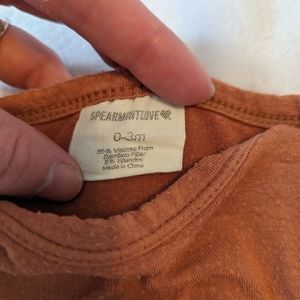 SPEARMINTLOVE
0-3m
95% Viscose From
Bamboo Fiber
5% Spandex
Made in China